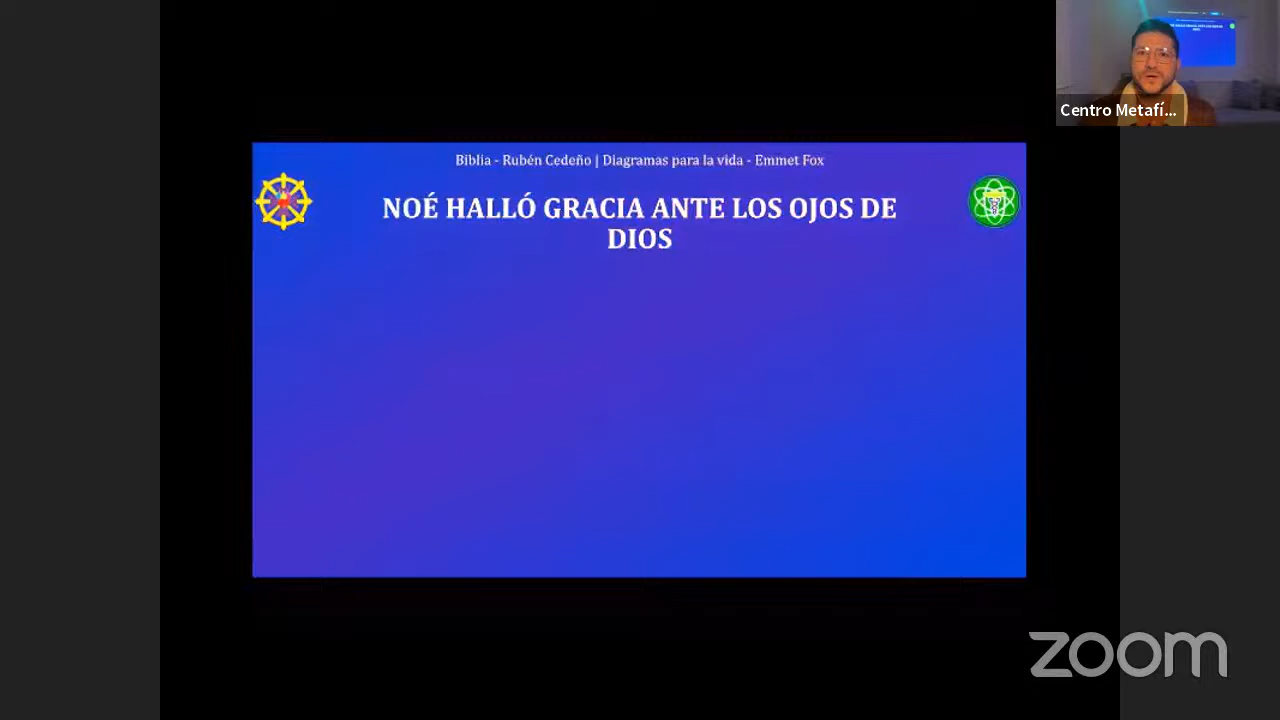 Biblia - Rubén Cedeño | Diagramas para la vida - Emmet Fox
NOÉ HALLÓ GRACIA ANTE LOS OJOS DE
DIOS
Centro Metafí...
zoom